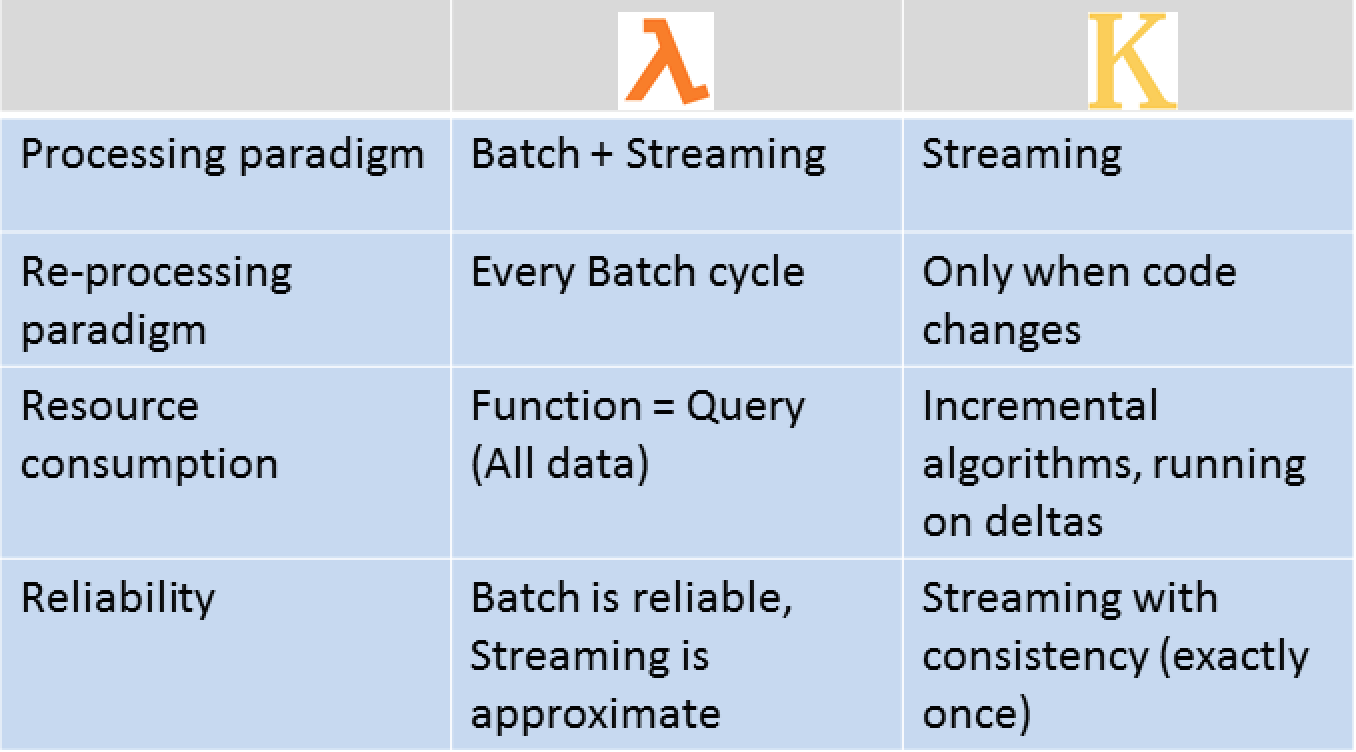 λ
K
Processing paradigm
Batch + Streaming
Streaming
Re-processing
paradigm
Every Batch cycle
Only when code
changes
Resource
consumption
Function = Query
(All data)
Incremental
algorithms, running
on deltas
Reliability
Batch is reliable,
Streaming is
approximate
Streaming with
consistency (exactly
once)